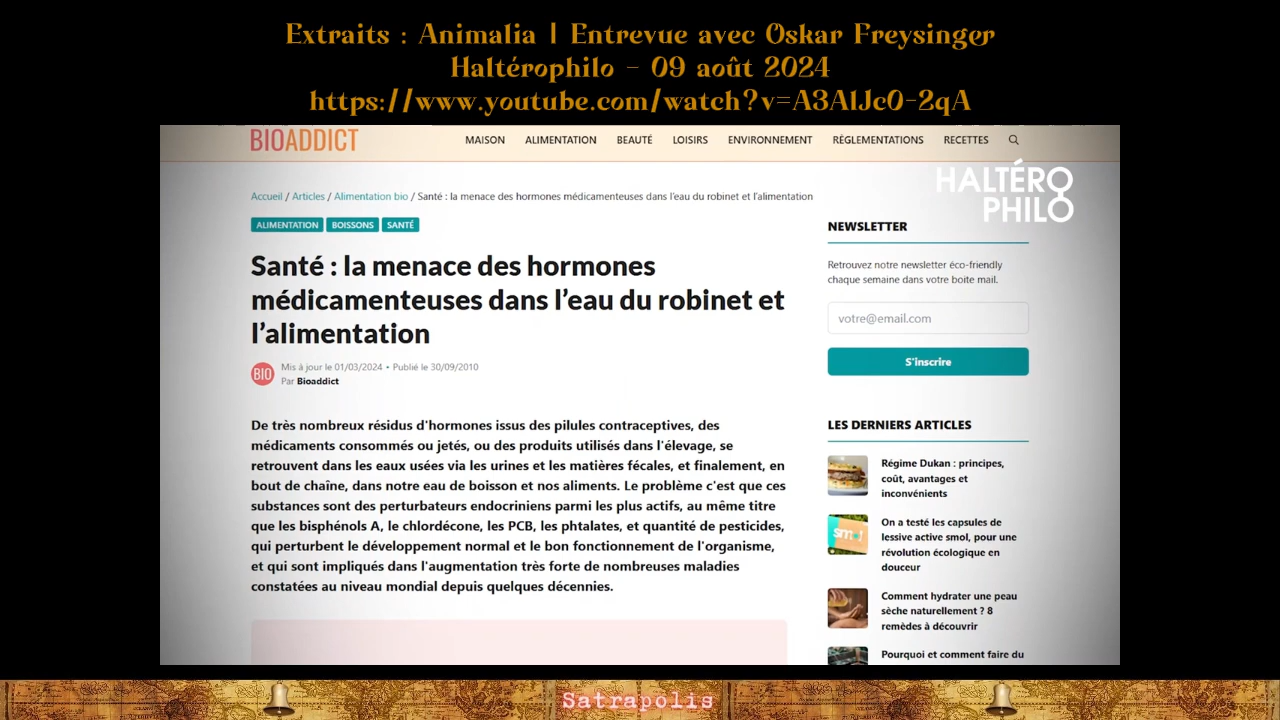 Extraits : Animalia | Entrevue avec Oskar Freysinger
Haltérophilo - 09 août 2024
https://www.youtube.com/watch?v=A3AlJc0-2qA
BIOADDICT
MAISON ALIMENTATION BEAUTÉ LOISIRS ENVIRONNEMENT RÈGLEMENTATIONS RECETTES
HALTÉRO
PHILO
Accueil / Articles / Alimentation bio / Santé : la menace des hormones médicamenteuses dans l'eau du robinet et l'alimentation
ALIMENTATION BOISSONS SANTÉ
Santé : la menace des hormones
médicamenteuses dans l'eau du robinet et
l'alimentation
BIO
Mis à jour le 01/03/2024 • Publié le 30/09/2010
Par Bioaddict
De très nombreux résidus d'hormones issus des pilules contraceptives, des
médicaments consommés ou jetés, ou des produits utilisés dans l'élevage, se
retrouvent dans les eaux usées via les urines et les matières fécales, et finalement, en
bout de chaîne, dans notre eau de boisson et nos aliments. Le problème c'est que ces
substances sont des perturbateurs endocriniens parmi les plus actifs, au même titre
que les bisphénols A, le chlordécone, les PCB, les phtalates, et quantité de pesticides,
qui perturbent le développement normal et le bon fonctionnement de l'organisme,
et qui sont impliqués dans l'augmentation très forte de nombreuses maladies
constatées au niveau mondial depuis quelques décennies.
NEWSLETTER
Retrouvez notre newsletter éco-friendly
chaque semaine dans votre boite mail.
votre@email.com
S'inscrire
LES DERNIERS ARTICLES
Régime Dukan : principes,
coût, avantages et
inconvénients
smol
On a testé les capsules de
lessive active smol, pour une
révolution écologique en
douceur
Comment hydrater une peau
sèche naturellement ? 8
remèdes à découvrir
Pourquoi et comment faire du
Satrapolis